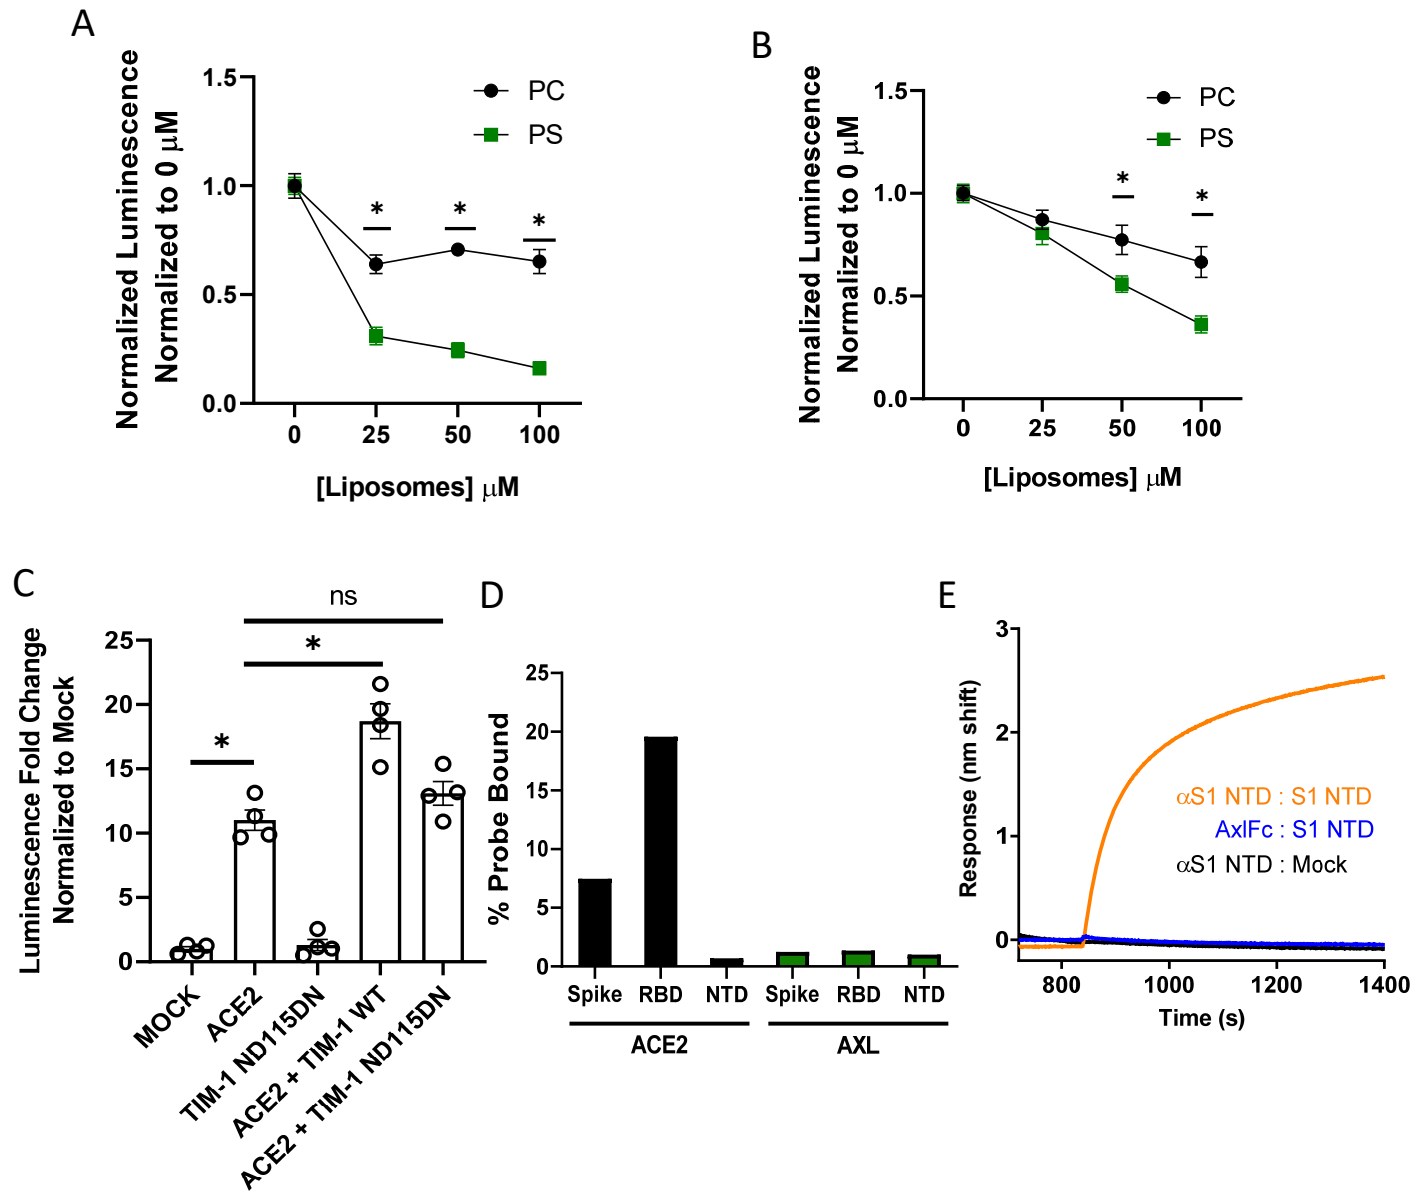 A
Normalized Luminescence
Normalized to 0 μM
1.5
1.0
0.5
0.0
PC
PS
*
*
*
0
25
50
100
[Liposomes] μM
B
Normalized Luminescence
Normalized to 0 μM
1.5
1.0
0.5
0.0
PC
PS
*
*
0
25
50
100
[Liposomes] μM
C
Luminescence Fold Change
Normalized to Mock
25
20
15
10
5
0
ns
*
*
MOCK
ACE2
TIM-1 ND115DN
ACE2 + TIM-1 WT
ACE2 + TIM-1 ND115DN
D
% Probe Bound
25
20
15
10
5
0
Spike RBD NTD Spike RBD NTD
ACE2 AXL
E
Response (nm shift)
3
2
1
0
αS1 NTD : S1 NTD
AxlFc : S1 NTD
αS1 NTD : Mock
800 1000 1200 1400
Time (s)